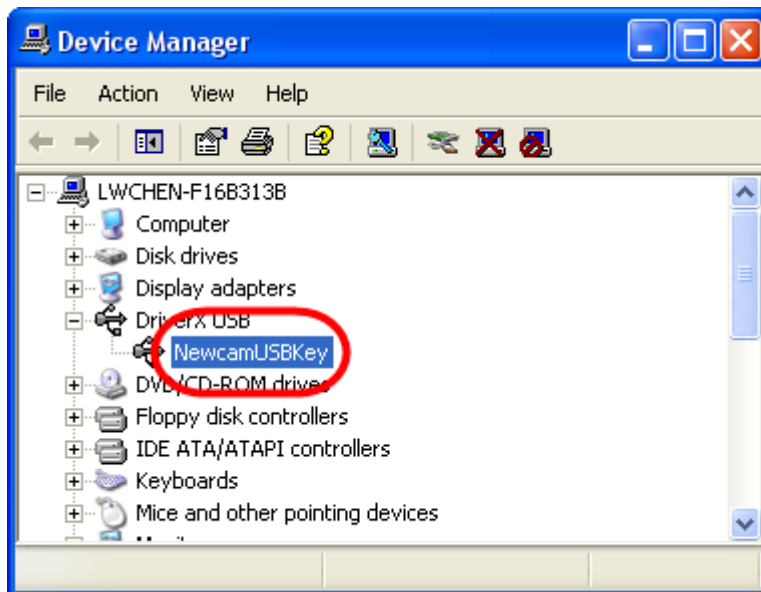 Device Manager
File Action View Help
LWCHEN-F16B313B
Computer
Disk drives
Display adapters
DriverX USB
NewcamUSBKey
DVD/CD-ROM drives
Floppy disk controllers
IDE ATA/ATAPI controllers
Keyboards
Mice and other pointing devices